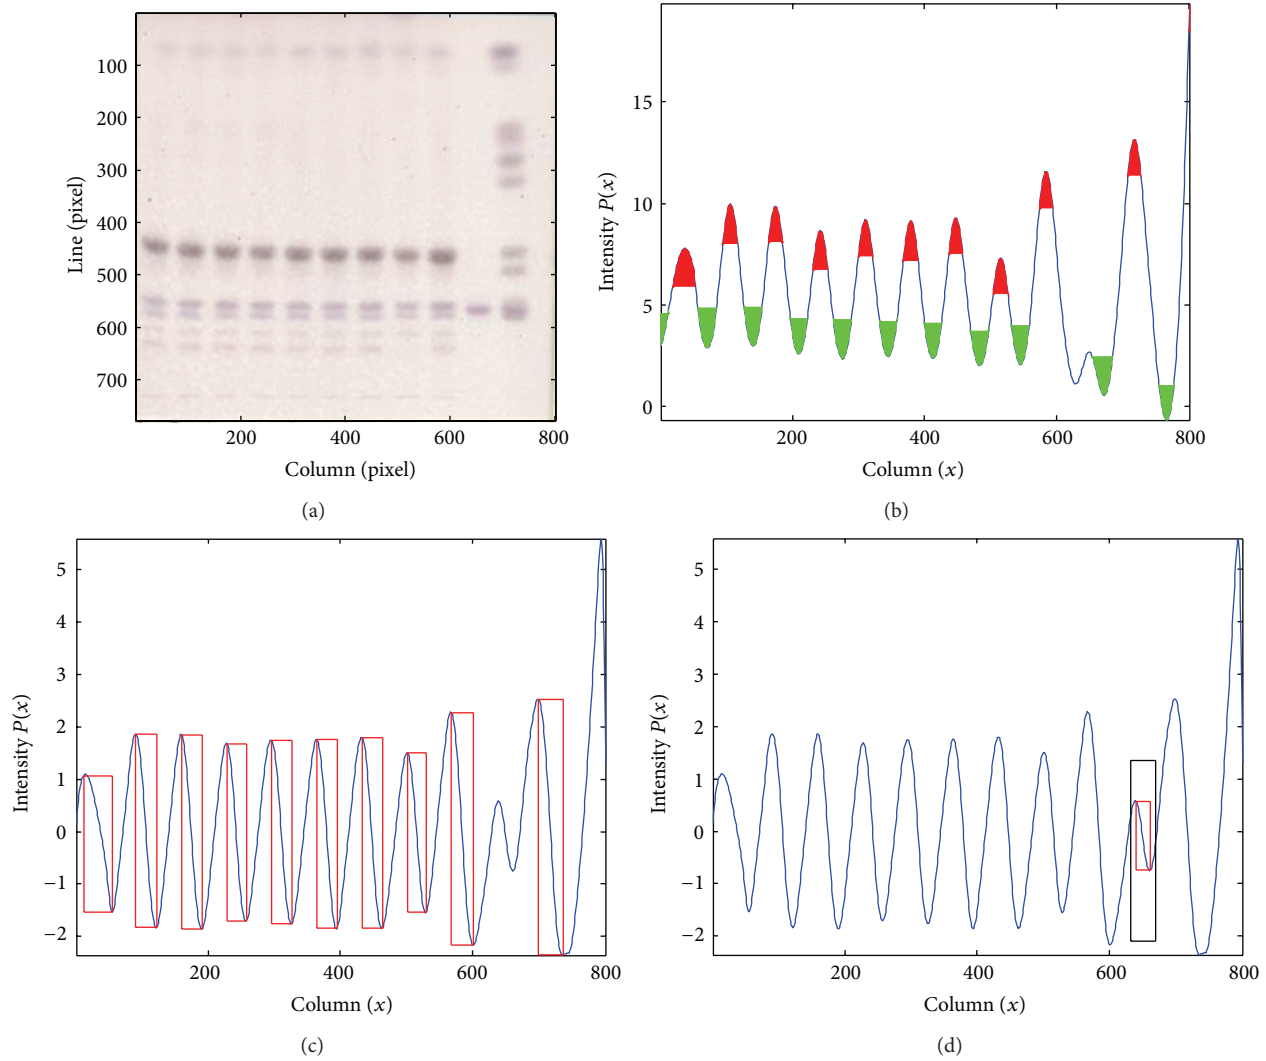 100
200
300
400
500
600
700
Line (pixel)
200 400 600 800
Column (pixel)
(a)
15
10
5
0
Intensity P(x)
200 400 600 800
Column (x)
(b)
5
4
3
2
1
0
−1
−2
Intensity P(x)
200 400 600 800
Column (x)
(c)
5
4
3
2
1
0
−1
−2
Intensity P(x)
200 400 600 800
Column (x)
(d)